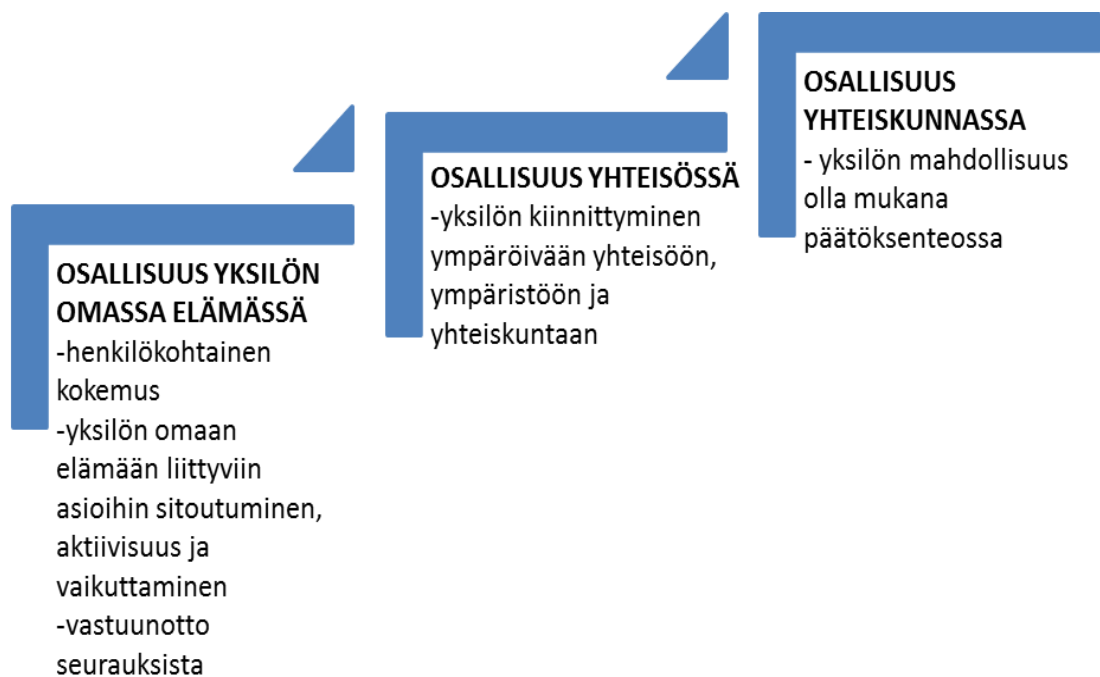 OSALLISUUS YKSILÖN
OMASSA ELÄMÄSSÄ
-henkilökohtainen
kokemus
-yksilön omaan
elämään liittyviin
asioihin sitoutuminen,
aktiivisuus ja
vaikuttaminen
-vastuunotto
seurauksista
OSALLISUUS YHTEISÖSSÄ
-yksilön kiinnittyminen
ympäröivään yhteisöön,
ympäristöön ja
yhteiskuntaan
OSALLISUUS
YHTEISKUNNASSA
- yksilön mahdollisuus
olla mukana
päätöksenteossa